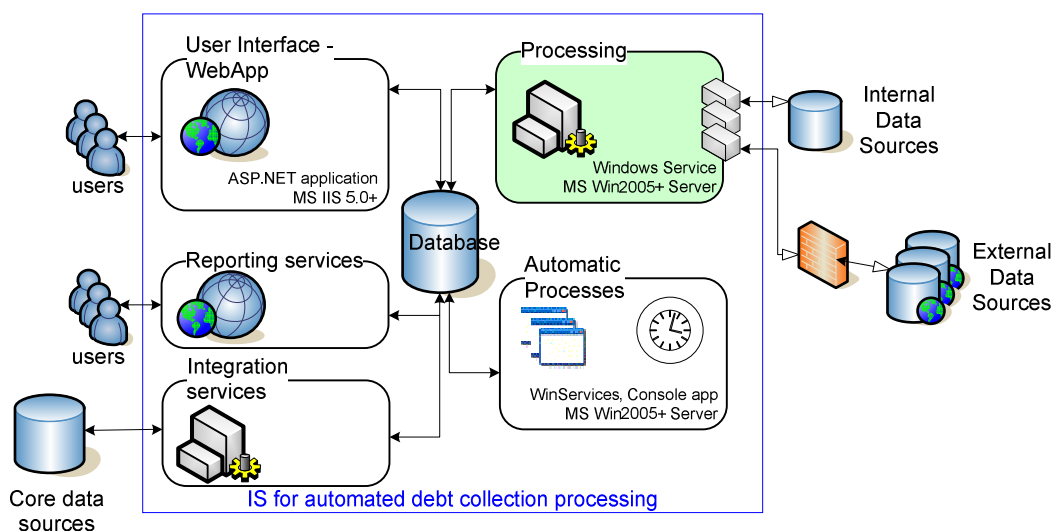 User Interface -
WebApp
ASP.NET application
MS IIS 5.0+
users
Processing
Windows Service
MS Win2005+ Server
Internal
Data
Sources
Database
Reporting services
users
Automatic
Processes
WinServices, Console app
MS Win2005+ Server
External
Data
Sources
Integration
services
Core data
sources
IS for automated debt collection processing